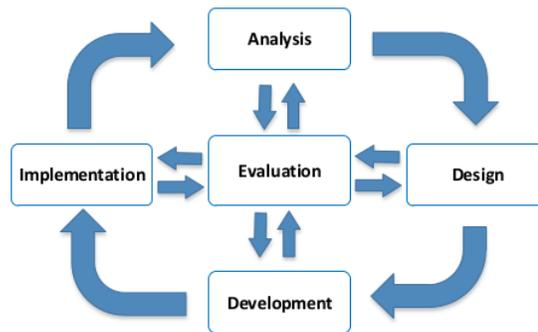 Analysis
Implementation
Evaluation
Design
Development